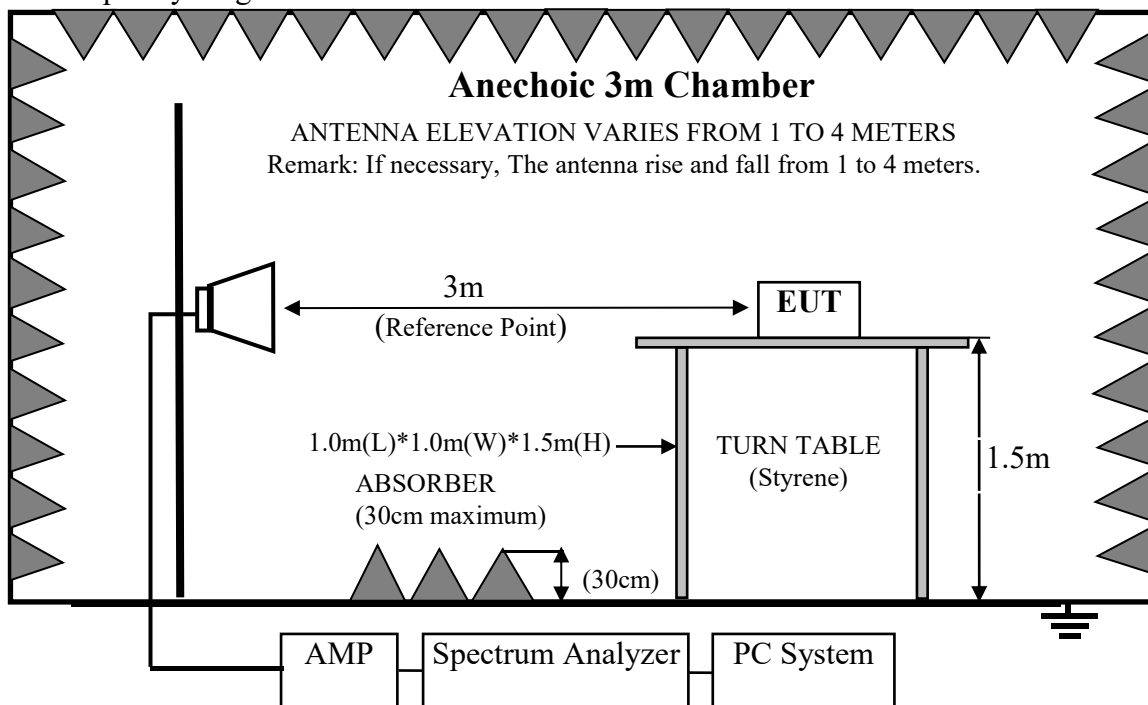 Anechoic 3m Chamber
ANTENNA ELEVATION VARIES FROM 1 TO 4 METERS
Remark: If necessary, The antenna rise and fall from 1 to 4 meters.
3m
(Reference Point)
EUT
1.0m(L)*1.0m(W)*1.5m(H)
TURN TABLE
(Styrene)
1.5m
ABSORBER
(30cm maximum)
(30cm)
AMP
Spectrum Analyzer
PC System